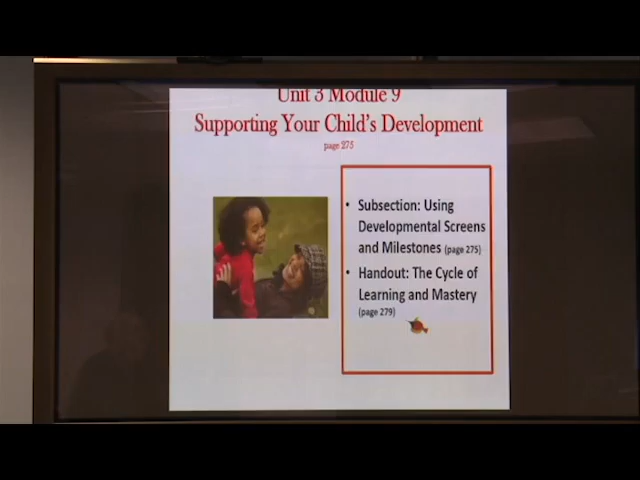 Unit 3 Module 9
Supporting Your Child's Development
page 275
• Subsection: Using
Developmental Screens
and Milestones (page 275)
• Handout: The Cycle of
Learning and Mastery
(page 279)